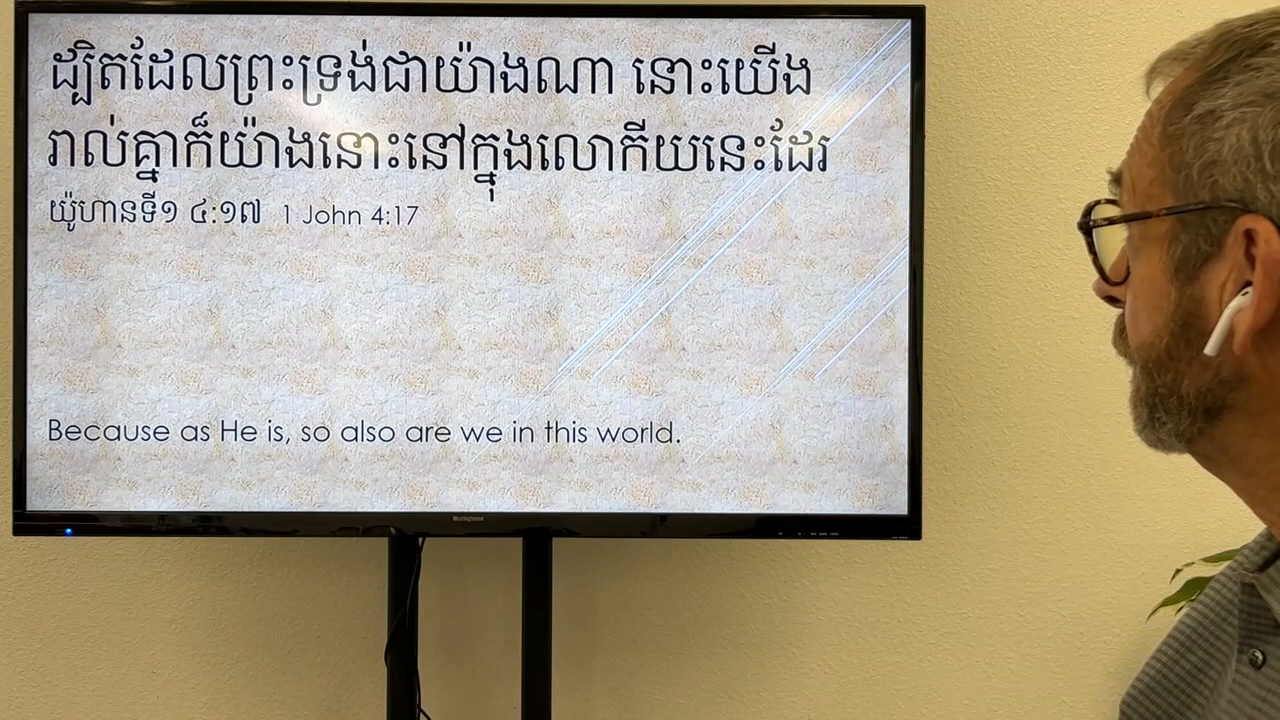 ដ្បិតដែលព្រះទ្រង់ជាយ៉ាងណា នោះយើង
រាល់គ្នាក៏យ៉ាងនោះនៅក្នុងលោកីយនេះដែរ
យ៉ូហានទី១ ៤:១៧ 1 John 4:17
Because as He is, so also are we in this world.
Westinghouse